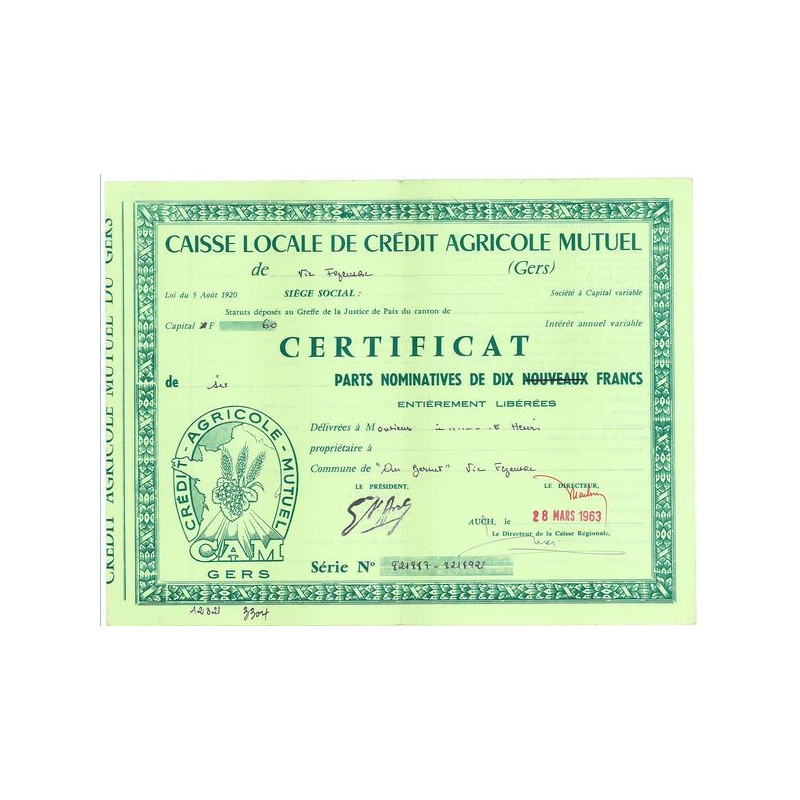 CAISSE LOCALE DE CRÉDIT AGRICOLE MUTUEL
de Vic Fezensac (Gers)
Loi du 5 Août 1920 SIÈGE SOCIAL : Société à Capital variable
Statuts déposés au Greffe de la Justice de Paix du canton de
Capital F 60 Intérêt annuel variable
CERTIFICAT
de six PARTS NOMINATIVES DE DIX NOUVEAUX FRANCS
ENTIÈREMENT LIBÉRÉES
Délivrées à Monsieur Henri
propriétaire à
Commune de "Au" Vic Fezensac
LE PRÉSIDENT, LE DIRECTEUR,
AUCH, le 28 MARS 1963
Le Directeur de la Caisse Régionale,
Série N°
CRÉDIT - AGRICOLE - MUTUEL
CAM
GERS
CRÉDIT AGRICOLE MUTUEL DU GERS
3304